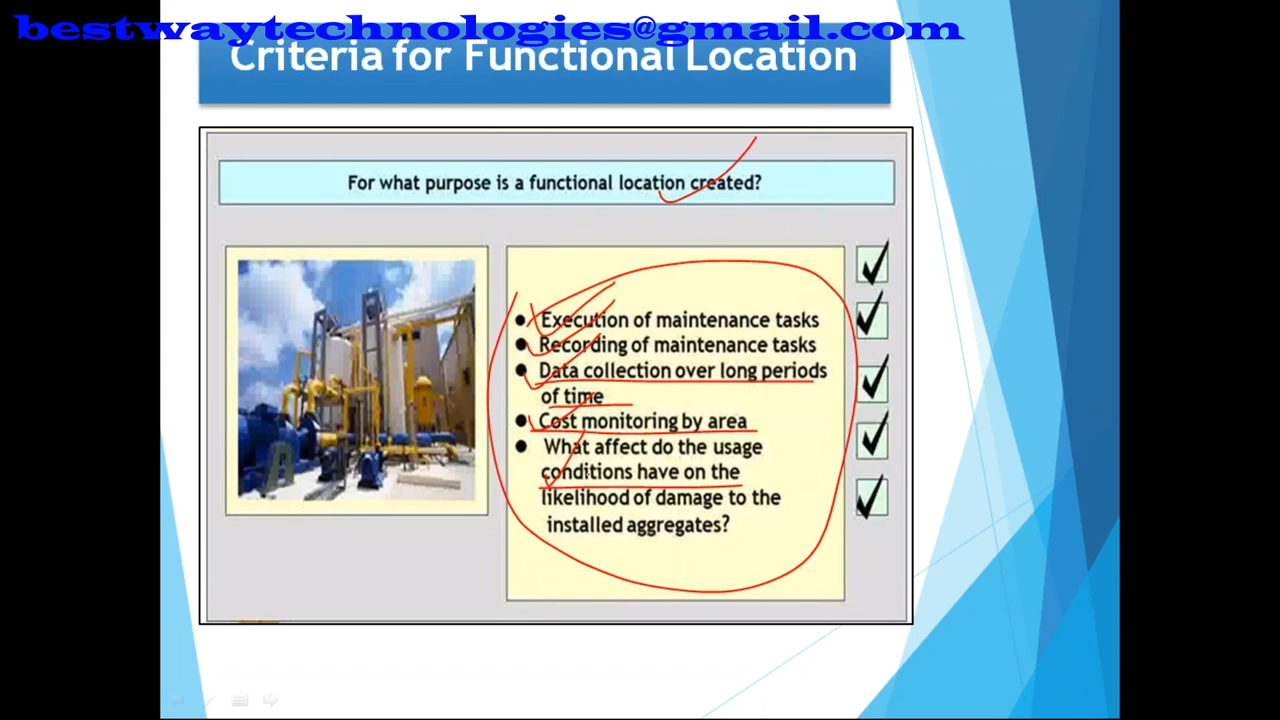 bestwaytechnologies@gmail.com
Criteria for Functional Location
For what purpose is a functional location created?
● Execution of maintenance tasks
● Recording of maintenance tasks
● Data collection over long periods
of time
● Cost monitoring by area
● What affect do the usage
conditions have on the
likelihood of damage to the
installed aggregates?